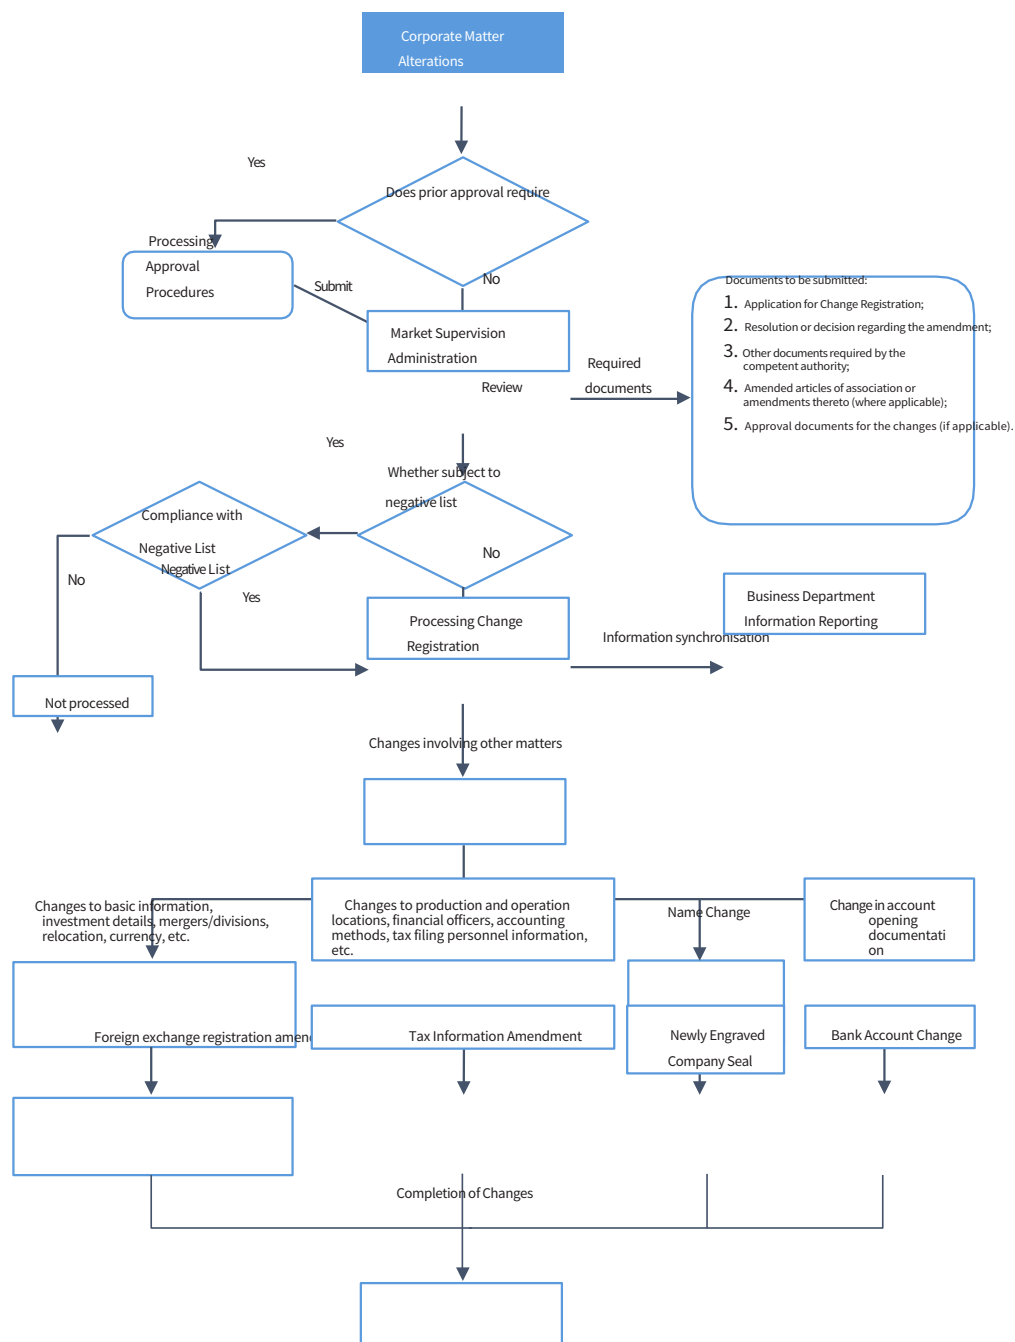 Corporate Matter
Alterations
Yes
Does prior approval require
Processing
Approval
Procedures
Submit
No
Market Supervision
Administration
Review
Required
documents
Documents to be submitted:
1. Application for Change Registration;
2. Resolution or decision regarding the amendment;
3. Other documents required by the
competent authority;
4. Amended articles of association or
amendments thereto (where applicable);
5. Approval documents for the changes (if applicable).
Yes
Whether subject to
negative list
Compliance with
Negative List
Negative List
No
No
Yes
Processing Change
Registration
Business Department
Information Reporting
Information synchronisation
Not processed
Changes involving other matters
Changes to basic information,
investment details, mergers/divisions,
relocation, currency, etc.
Changes to production and operation
locations, financial officers, accounting
methods, tax filing personnel information,
etc.
Name Change
Change in account
opening
documentati
on
Foreign exchange registration amen
Tax Information Amendment
Newly Engraved
Company Seal
Bank Account Change
Completion of Changes